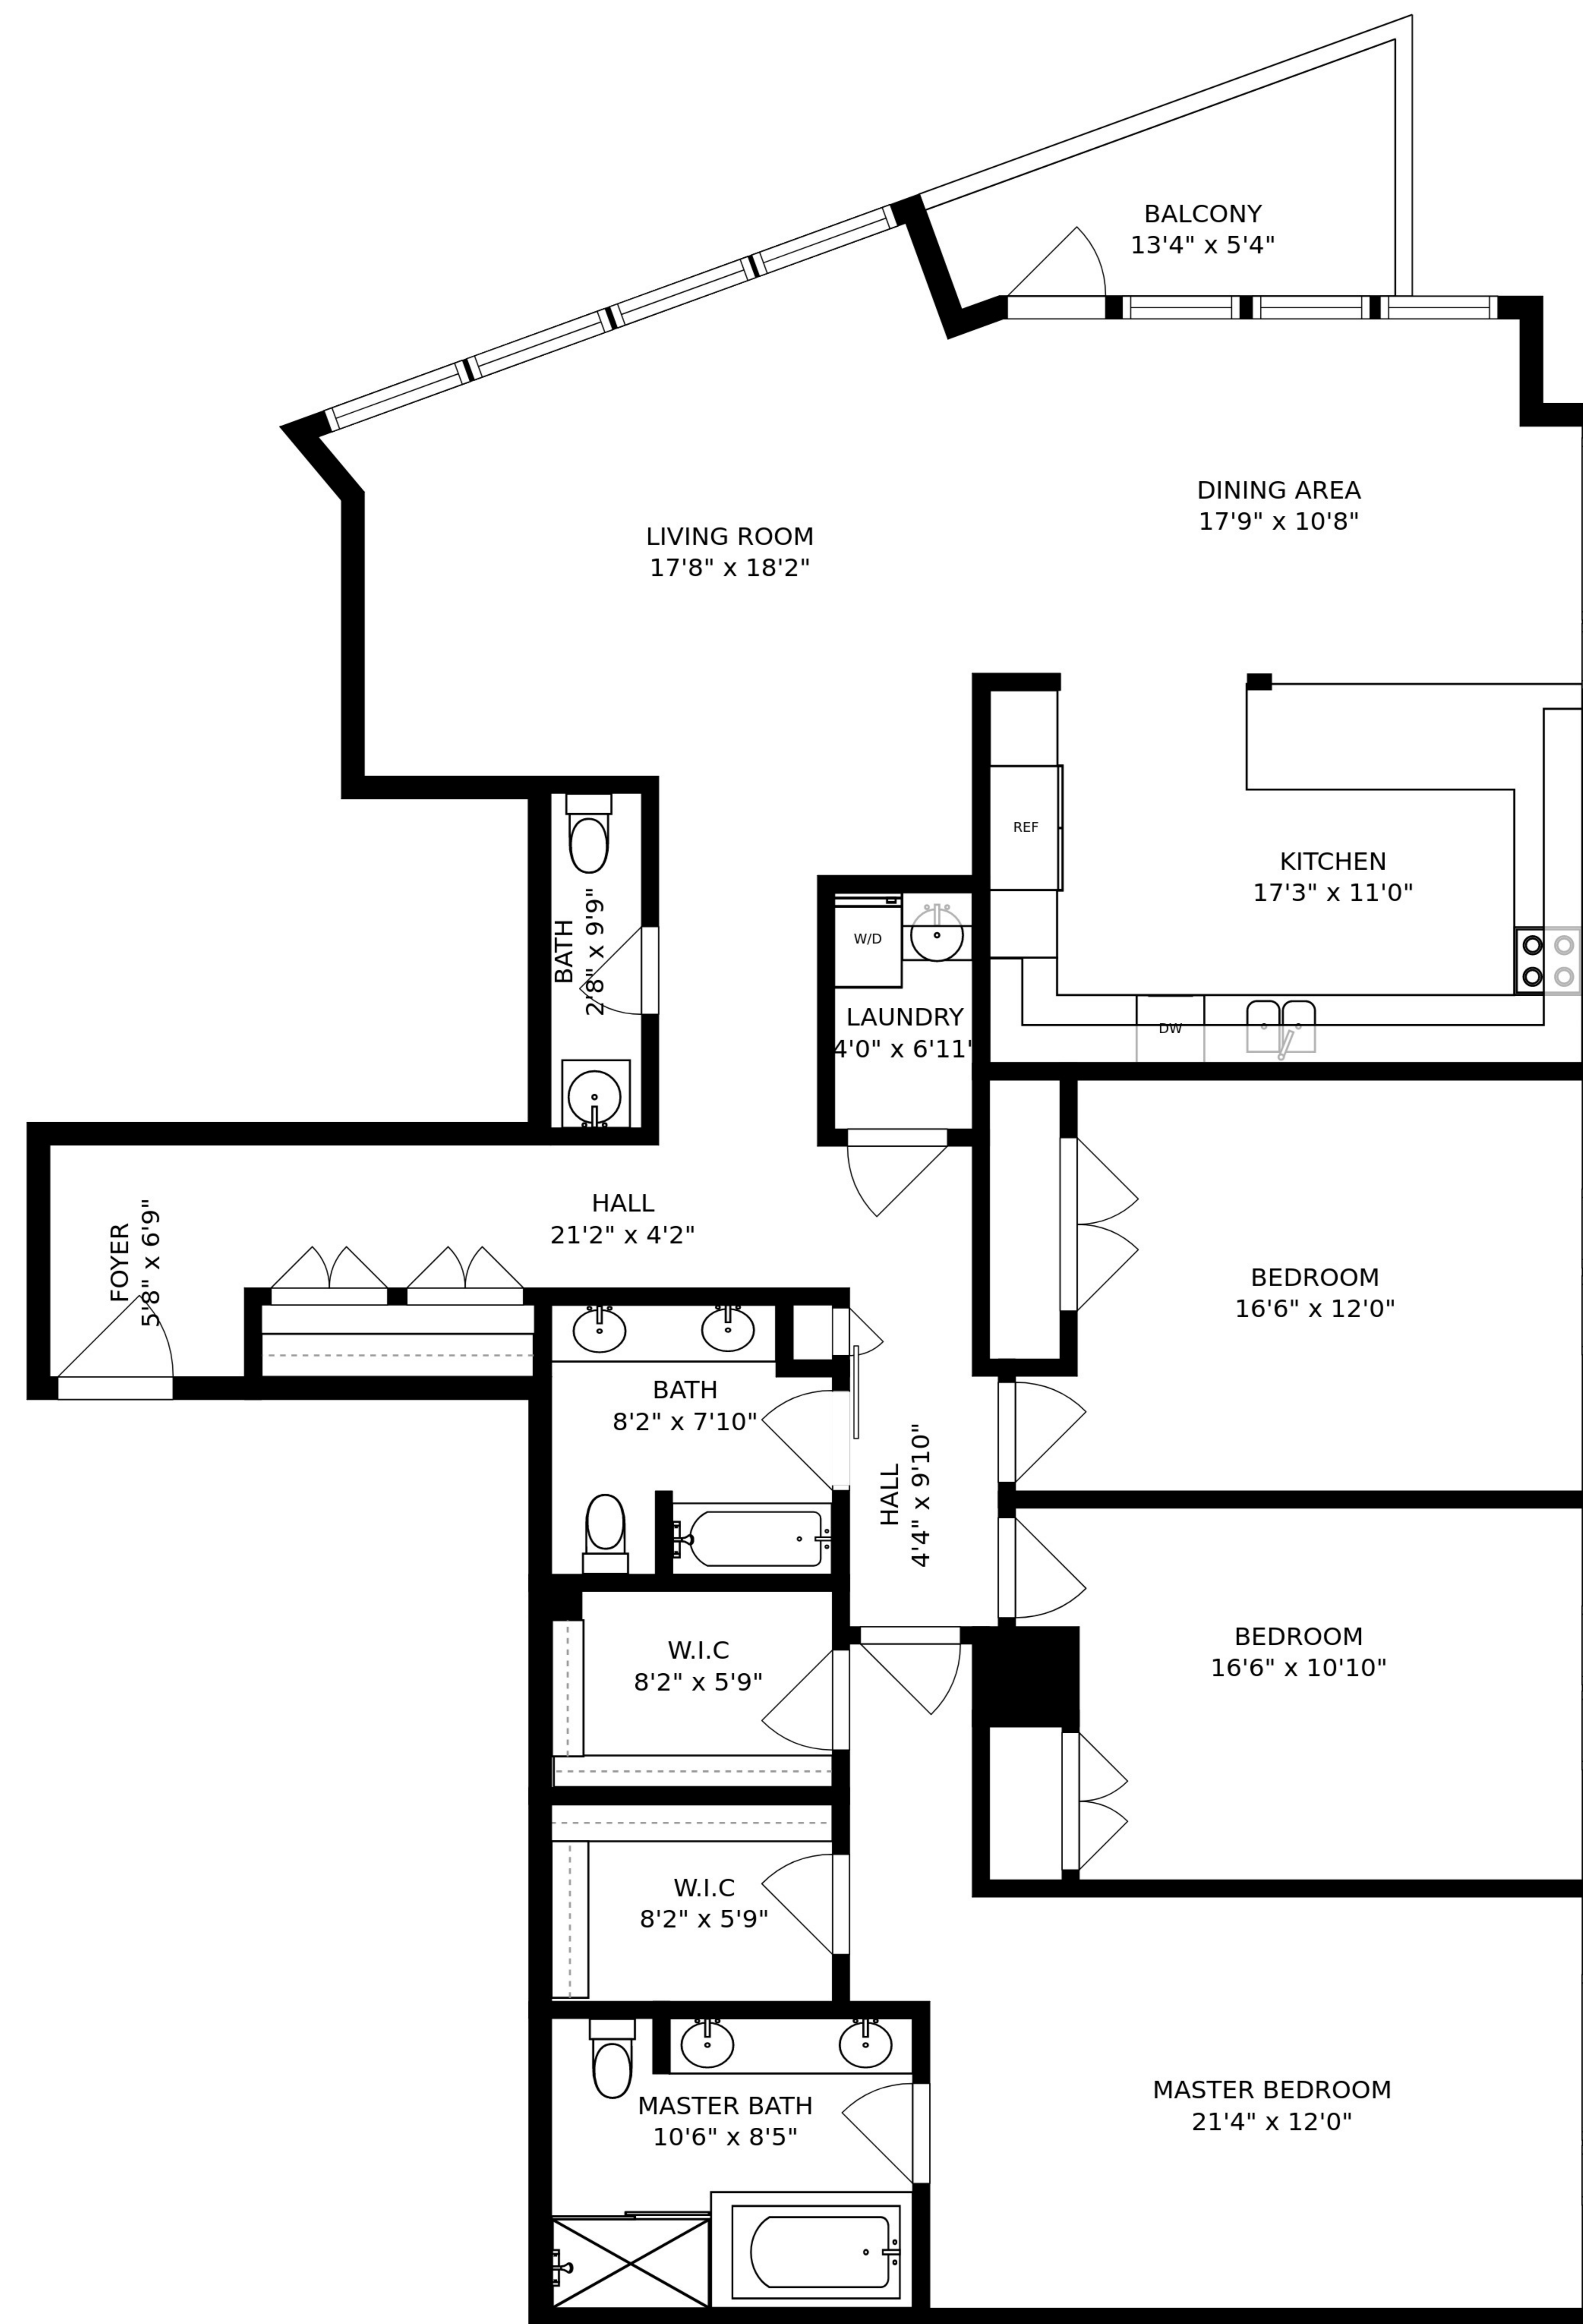 BALCONY
13'4" x 5'4"
DINING AREA
17'9" x 10'8"
LIVING ROOM
17'8" x 18'2"
REF
KITCHEN
17'3" x 11'0"
BATH
2'8" x 9'9"
W/D
LAUNDRY
4'0" x 6'11"
DW
HALL
21'2" x 4'2"
FOYER
5'8" x 6'9"
BEDROOM
16'6" x 12'0"
BATH
8'2" x 7'10"
HALL
4'4" x 9'10"
W.I.C
8'2" x 5'9"
BEDROOM
16'6" x 10'10"
W.I.C
8'2" x 5'9"
MASTER BATH
10'6" x 8'5"
MASTER BEDROOM
21'4" x 12'0"